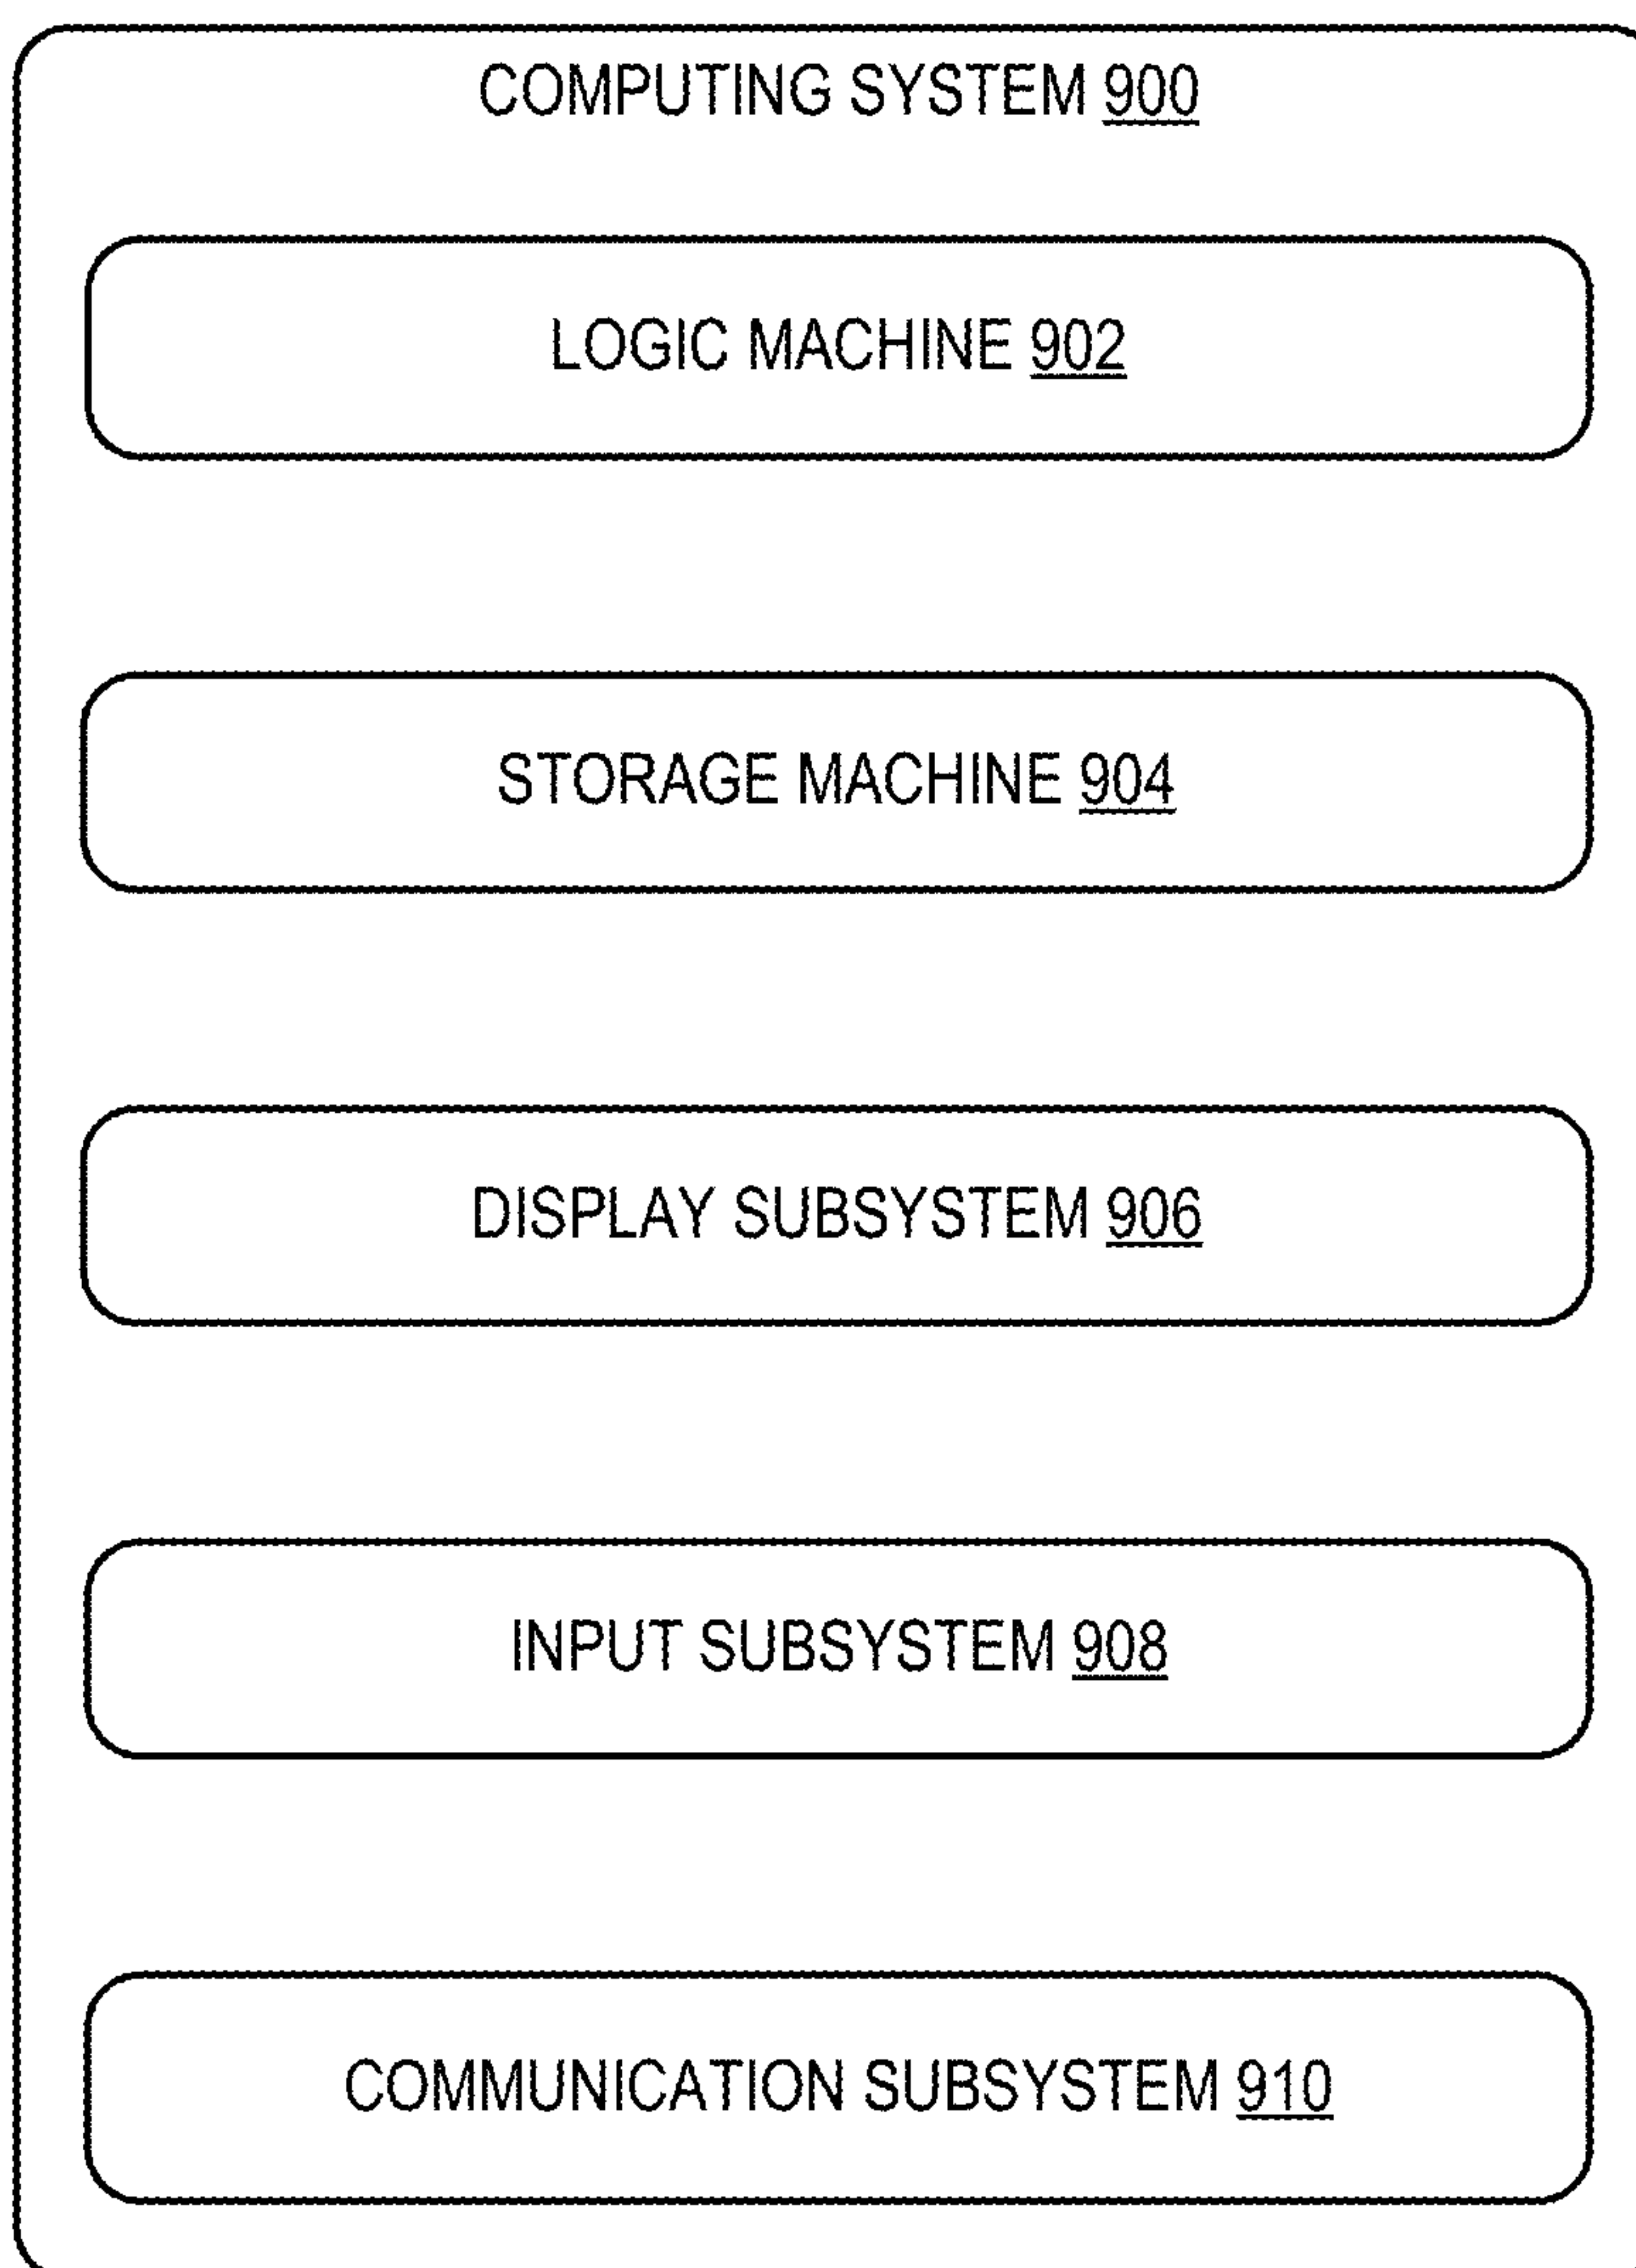 COMPUTING SYSTEM 900
LOGIC MACHINE 902
STORAGE MACHINE 904
DISPLAY SUBSYSTEM 906
INPUT SUBSYSTEM 908
COMMUNICATION SUBSYSTEM 910